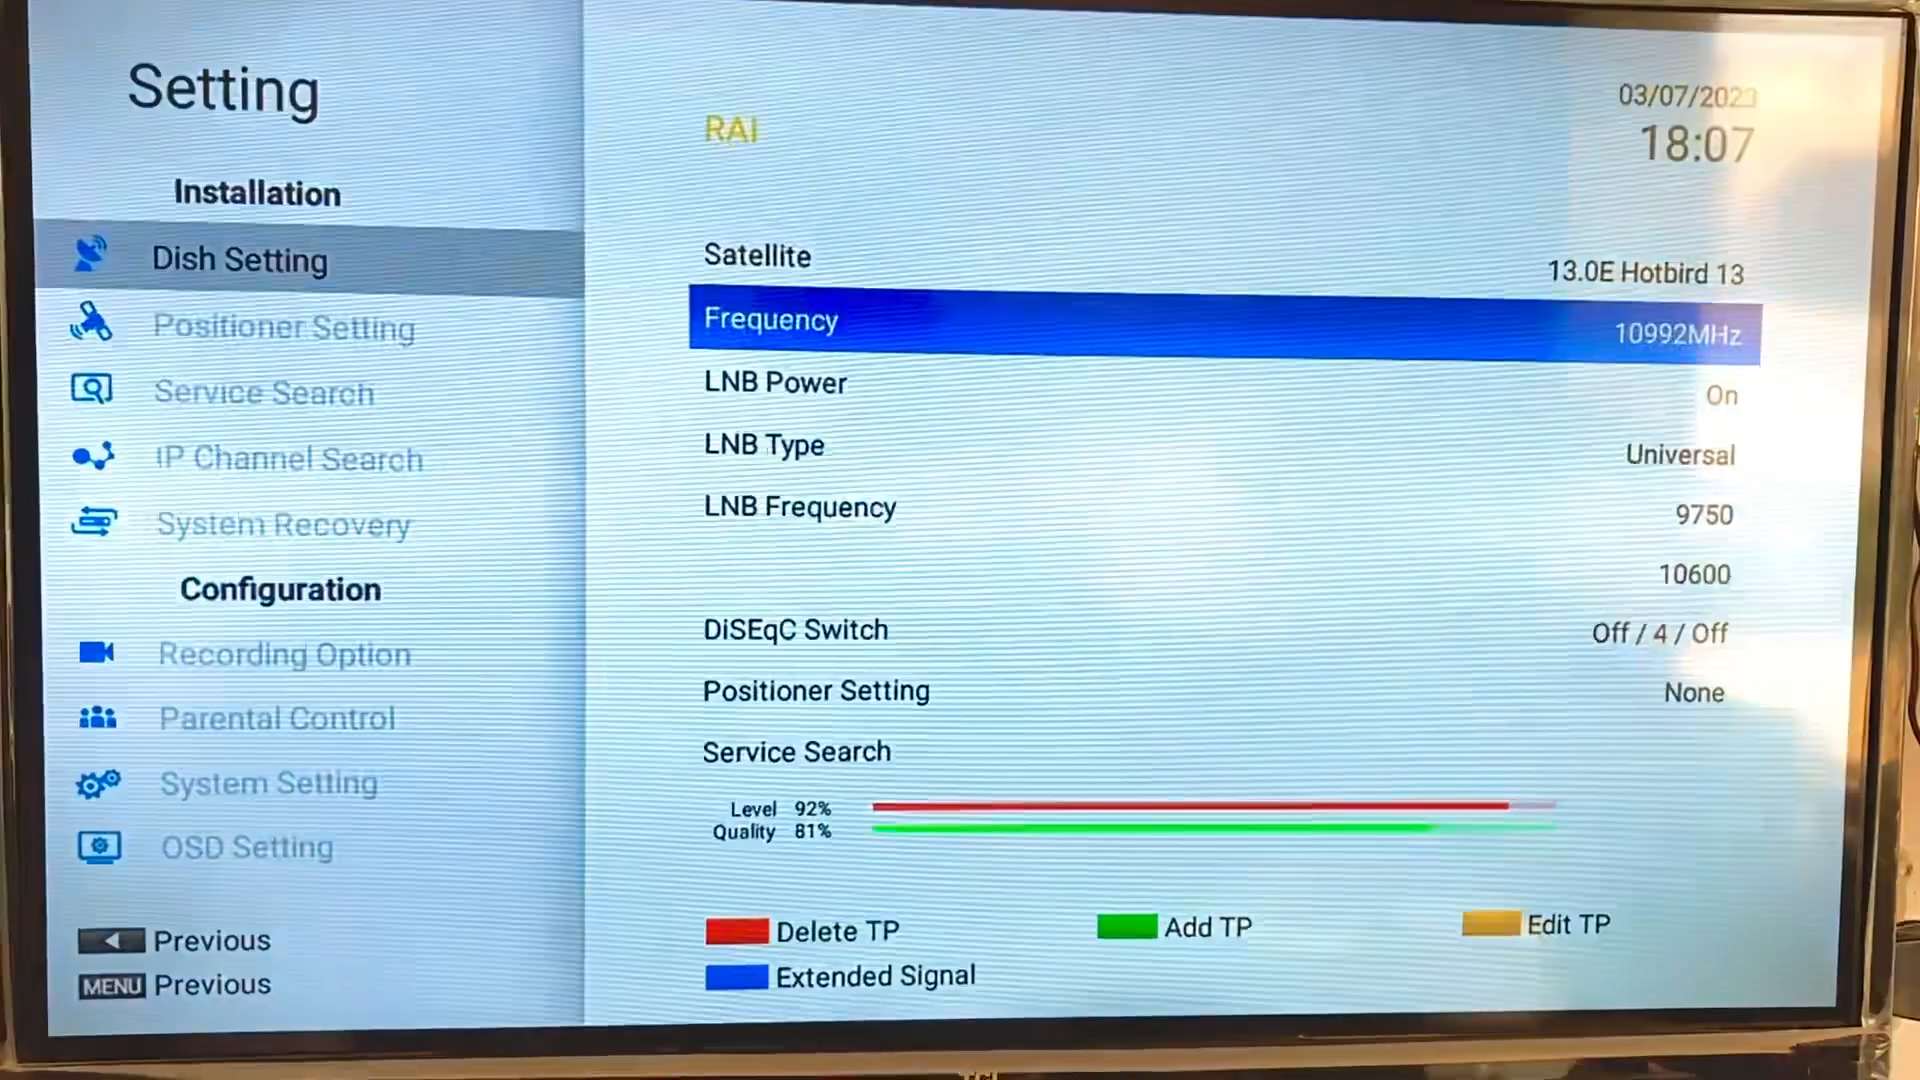 Setting
Installation
Dish Setting
Positioner Setting
Service Search
IP Channel Search
System Recovery
Configuration
Recording Option
Parental Control
System Setting
OSD Setting
Previous
MENU Previous
RAI
03/07/2023
18:07
Satellite 13.0E Hotbird 13
Frequency 10992MHz
LNB Power On
LNB Type Universal
LNB Frequency 9750
10600
DiSEqC Switch Off / 4 / Off
Positioner Setting None
Service Search
Level 92%
Quality 81%
Delete TP Add TP Edit TP
Extended Signal